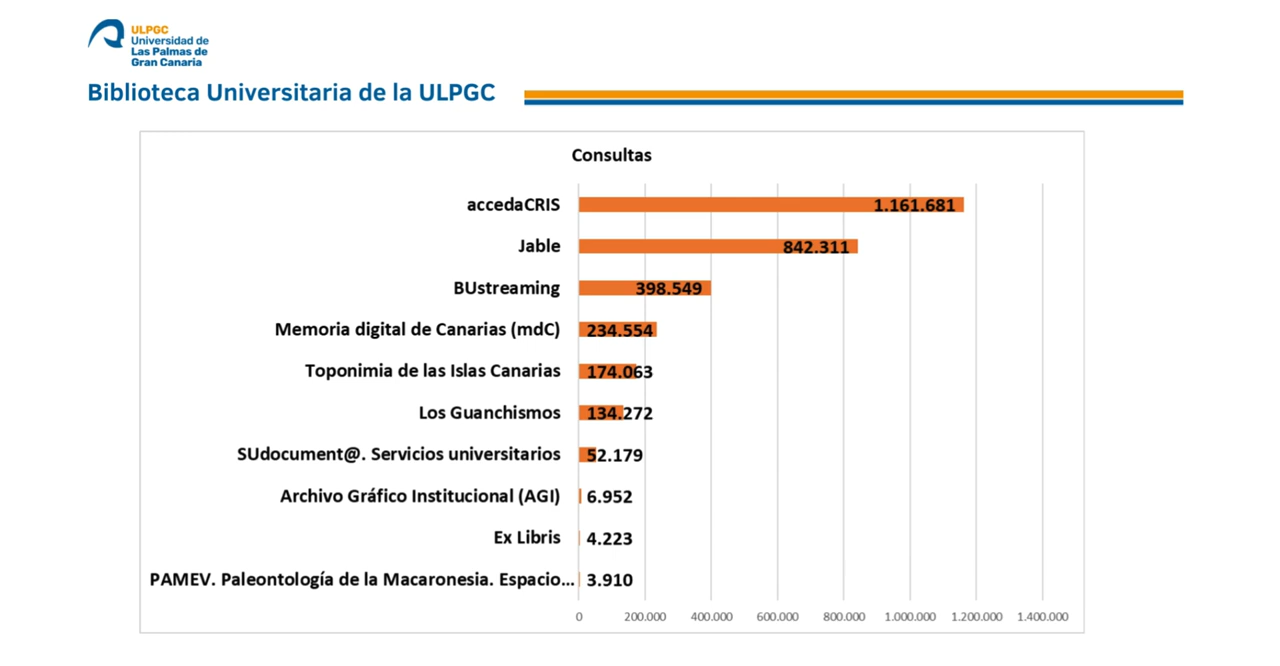 ULPGC
Universidad de
Las Palmas de
Gran Canaria
Biblioteca Universitaria de la ULPGC
Consultas
accedaCRIS 1.161.681
Jable 842.311
BUstreaming 398.549
Memoria digital de Canarias (mdC) 234.554
Toponimia de las Islas Canarias 174.063
Los Guanchismos 134.272
SUdocument@. Servicios universitarios 52.179
Archivo Gráfico Institucional (AGI) 6.952
Ex Libris 4.223
PAMEV. Paleontología de la Macaronesia. Espacio... 3.910
0 200.000 400.000 600.000 800.000 1.000.000 1.200.000 1.400.000